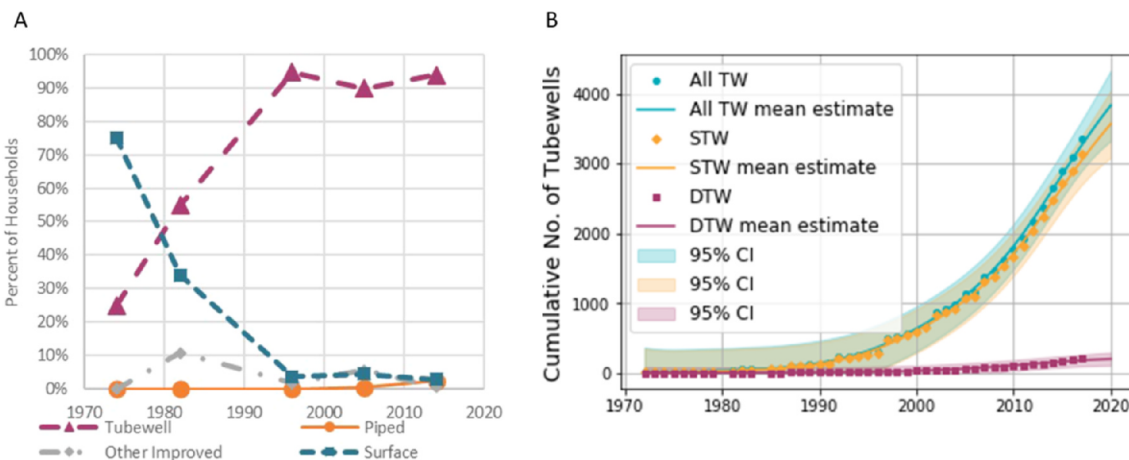 A
100%
90%
80%
70%
60%
50%
40%
30%
20%
10%
0%
Percent of Households
1970 1980 1990 2000 2010 2020
Tubewell Piped
Other Improved Surface
B
Cumulative No. of Tubewells
4000
3000
2000
1000
0
All TW
All TW mean estimate
STW
STW mean estimate
DTW
DTW mean estimate
95% CI
95% CI
95% CI
1970 1980 1990 2000 2010 2020